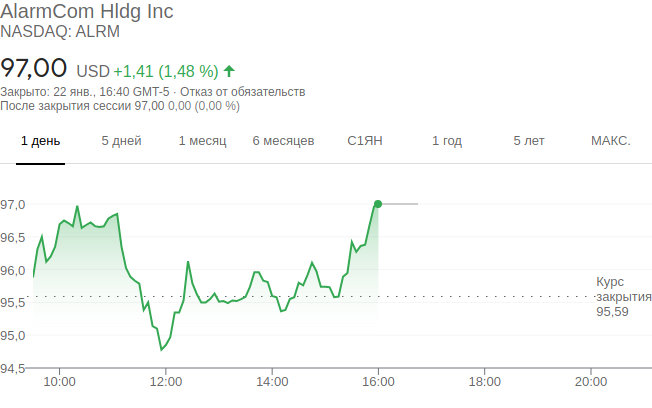 AlarmCom Hldg Inc
NASDAQ: ALRM
97,00 USD +1,41 (1,48 %)
Закрыто: 22 янв., 16:40 GMT-5 · Отказ от обязательств
После закрытия сессии 97,00 0,00 (0,00 %)
1 день 5 дней 1 месяц 6 месяцев С1ЯН 1 год 5 лет МАКС.
97,0
96,5
96,0
95,5
95,0
94,5
Курс
закрытия
95,59
10:00 12:00 14:00 16:00 18:00 20:00